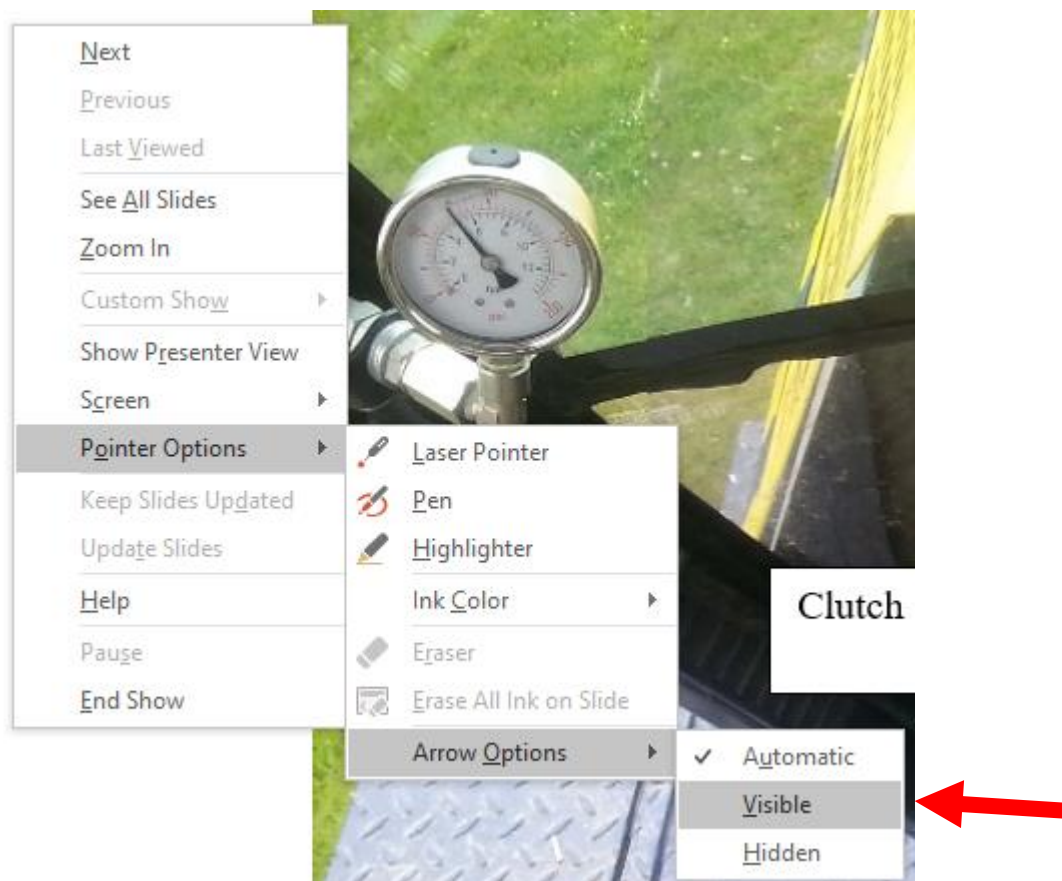 Next
Previous
Last Viewed
See All Slides
Zoom In
Custom Show
Show Presenter View
Screen
Pointer Options
Keep Slides Updated
Update Slides
Help
Pause
End Show
Laser Pointer
Pen
Highlighter
Ink Color
Eraser
Erase All Ink on Slide
Arrow Options
Automatic
Visible
Hidden
Clutch